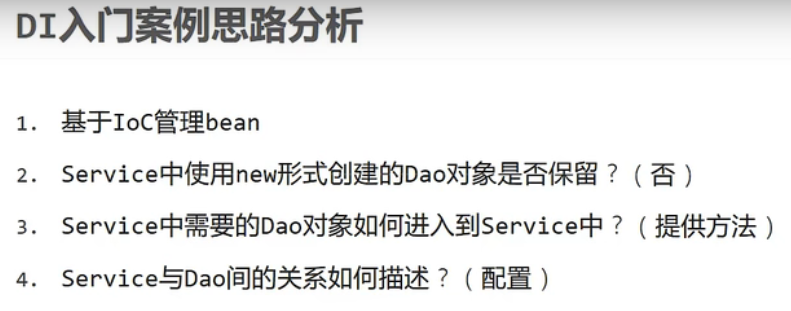 DI入门案例思路分析
1. 基于IoC管理bean
2. Service中使用new形式创建的Dao对象是否保留？（否）
3. Service中需要的Dao对象如何进入到Service中？（提供方法）
4. Service与Dao间的关系如何描述？（配置）